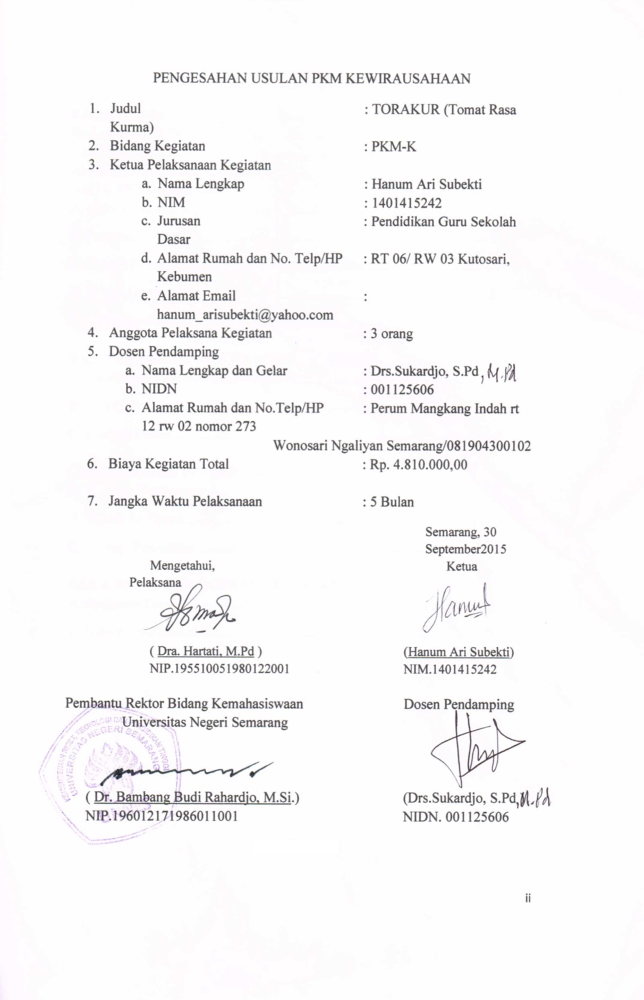 PENGESAHAN USULAN PKM KEWIRAUSAHAAN
1. Judul : TORAKUR (Tomat Rasa
Kurma)
2. Bidang Kegiatan : PKM-K
3. Ketua Pelaksanaan Kegiatan
a. Nama Lengkap : Hanum Ari Subekti
b. NIM : 1401415242
c. Jurusan : Pendidikan Guru Sekolah
Dasar
d. Alamat Rumah dan No. Telp/HP : RT 06/ RW 03 Kutosari,
Kebumen
e. Alamat Email :
hanum_arisubekti@yahoo.com
4. Anggota Pelaksana Kegiatan : 3 orang
5. Dosen Pendamping
a. Nama Lengkap dan Gelar : Drs.Sukardjo, S.Pd, M.Pd
b. NIDN : 001125606
c. Alamat Rumah dan No.Telp/HP : Perum Mangkang Indah rt
12 rw 02 nomor 273
Wonosari Ngaliyan Semarang/081904300102
6. Biaya Kegiatan Total : Rp. 4.810.000,00
7. Jangka Waktu Pelaksanaan : 5 Bulan
Semarang, 30
September2015
Mengetahui, Ketua
Pelaksana
Hanum
( Dra. Hartati, M.Pd ) (Hanum Ari Subekti)
NIP.195510051980122001 NIM.1401415242
Pembantu Rektor Bidang Kemahasiswaan Dosen Pendamping
Universitas Negeri Semarang
KEMENTERIAN RISET, TEKNOLOGI DAN PENDIDIKAN TINGGI
UNIVERSITAS NEGERI SEMARANG
UNNES
( Dr. Bambang Budi Rahardjo, M.Si.) (Drs.Sukardjo, S.Pd, M.Pd
NIP.196012171986011001 NIDN. 001125606
ii